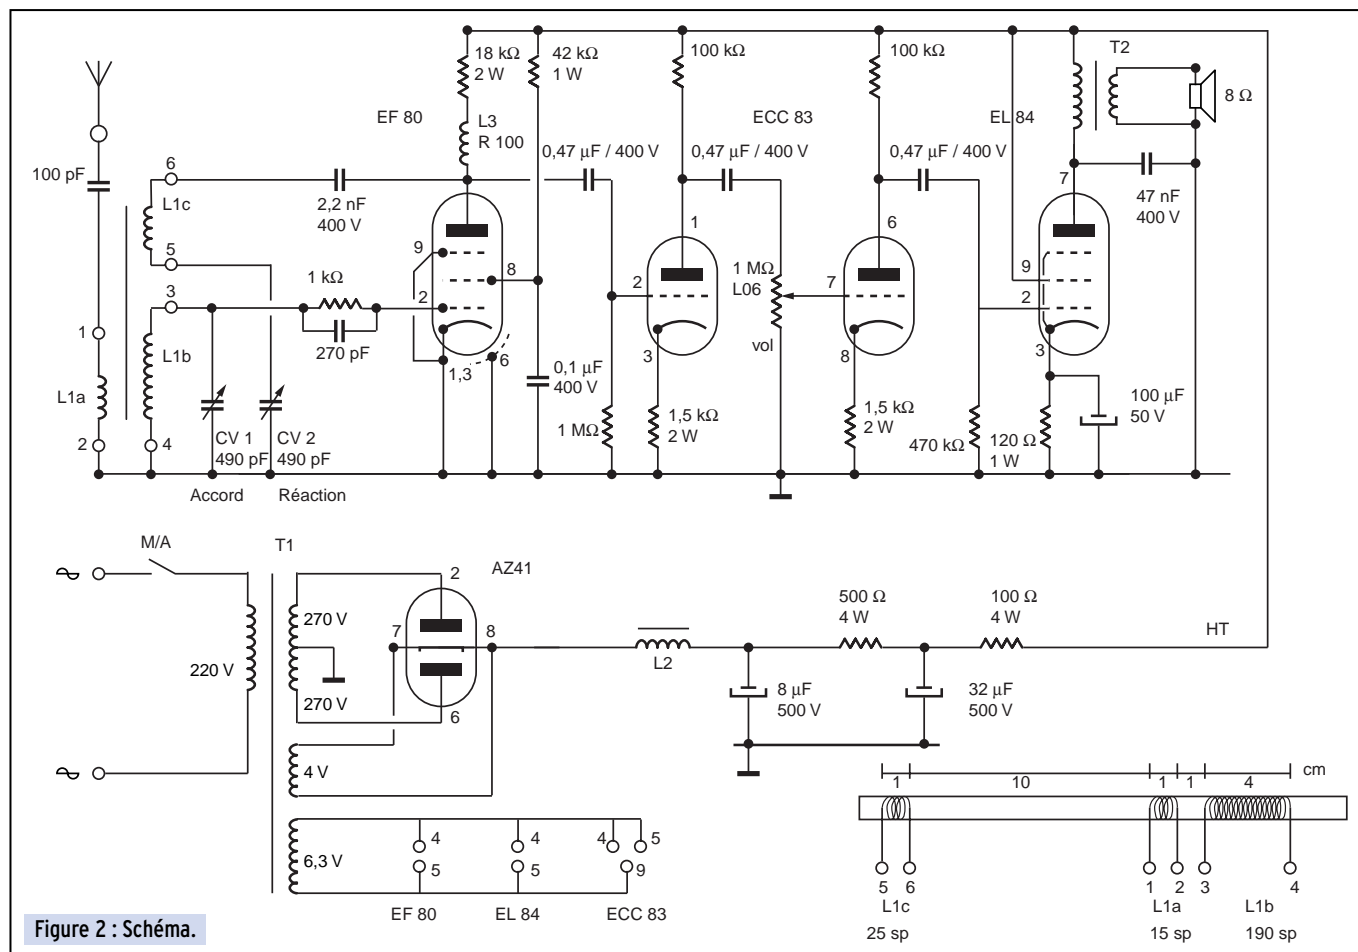 18 kΩ
2 W
42 kΩ
1 W
100 kΩ
100 kΩ
T2
8 Ω
EF 80
L3
R 100
ECC 83
EL 84
0,47 µF / 400 V
0,47 µF / 400 V
0,47 µF / 400 V
100 pF
6
L1c
5
3
2,2 nF
400 V
7
47 nF
400 V
9
8
2
1 kΩ
270 pF
1
2
1 MΩ
L06
vol
6
7
9
2
1
L1b
L1a
2
4
1,3
6
3
8
3
0,1 µF
400 V
CV 1
490 pF
CV 2
490 pF
1 MΩ
1,5 kΩ
2 W
1,5 kΩ
2 W
470 kΩ
120 Ω
1 W
100 µF
50 V
Accord
Réaction
M/A
T1
2
AZ41
270 V
7
8
220 V
270 V
6
4 V
L2
500 Ω
4 W
100 Ω
4 W
HT
8 µF
500 V
32 µF
500 V
6,3 V
4
5
4
5
4
5
9
EF 80
EL 84
ECC 83
1
10
1
1
4
cm
5
6
1
2
3
4
L1c
L1a
L1b
25 sp
15 sp
190 sp
Figure 2 : Schéma.